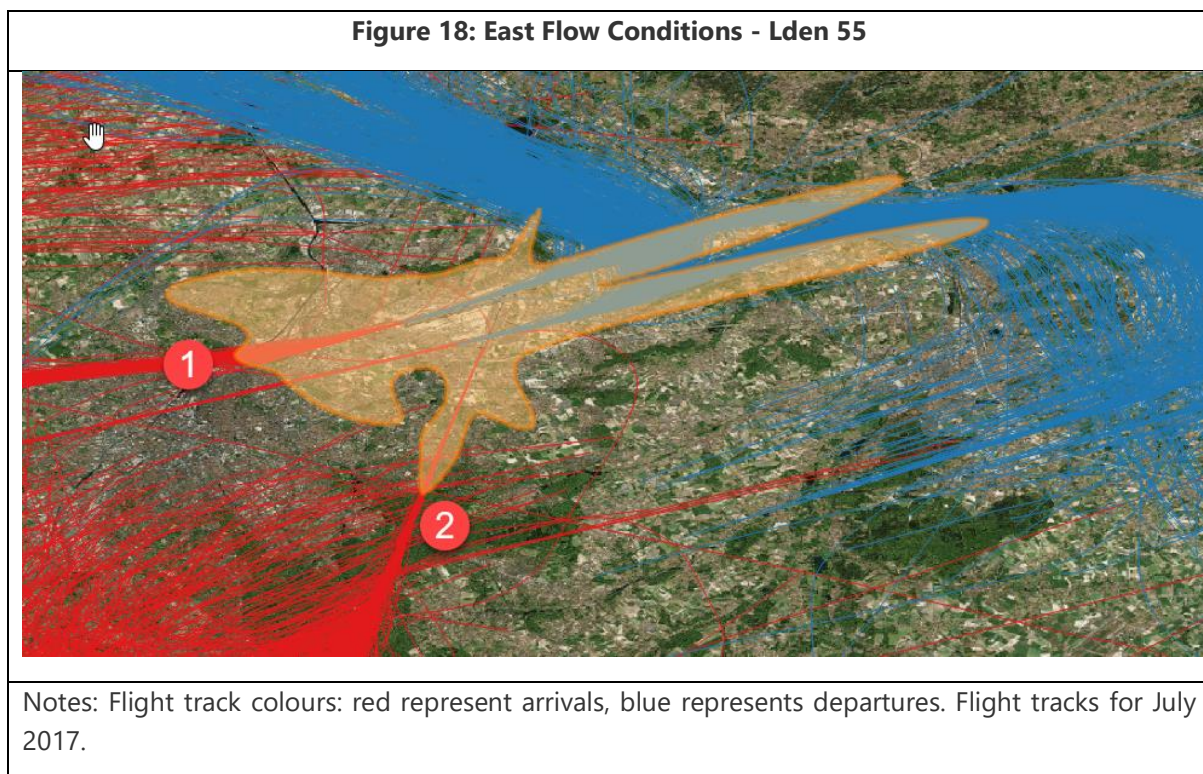 Figure 18: East Flow Conditions - Lden 55
1
2
Notes: Flight track colours: red represent arrivals, blue represents departures. Flight tracks for July
2017.